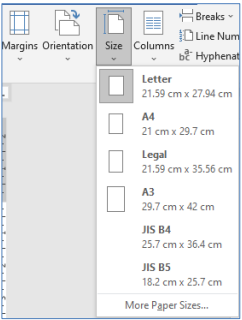 Breaks
Line Num
Margins Orientation Size Columns
bc Hyphenat
Letter
21.59 cm x 27.94 cm
A4
21 cm x 29.7 cm
Legal
21.59 cm x 35.56 cm
A3
29.7 cm x 42 cm
JIS B4
25.7 cm x 36.4 cm
JIS B5
18.2 cm x 25.7 cm
More Paper Sizes...